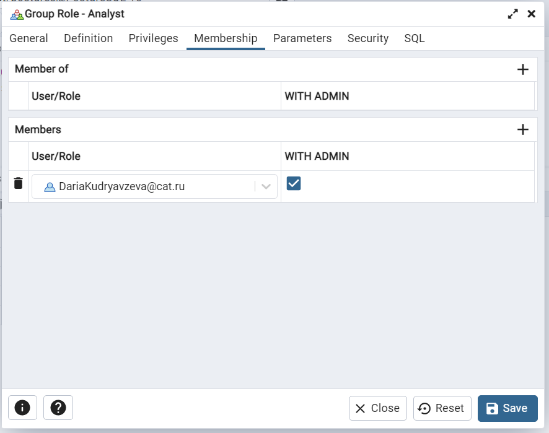 Group Role - Analyst
General Definition Privileges Membership Parameters Security SQL
Member of
User/Role WITH ADMIN
Members
User/Role WITH ADMIN
DariaKudryavzeva@cat.ru
Close Reset Save